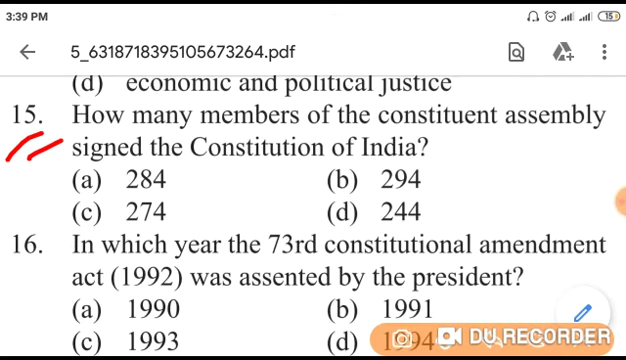 3:39 PM 15
5_6318718395105673264.pdf
(d) economic and political justice
15. How many members of the constituent assembly
signed the Constitution of India?
(a) 284 (b) 294
(c) 274 (d) 244
16. In which year the 73rd constitutional amendment
act (1992) was assented by the president?
(a) 1990 (b) 1991
(c) 1993 (d) 1994
DU RECORDER